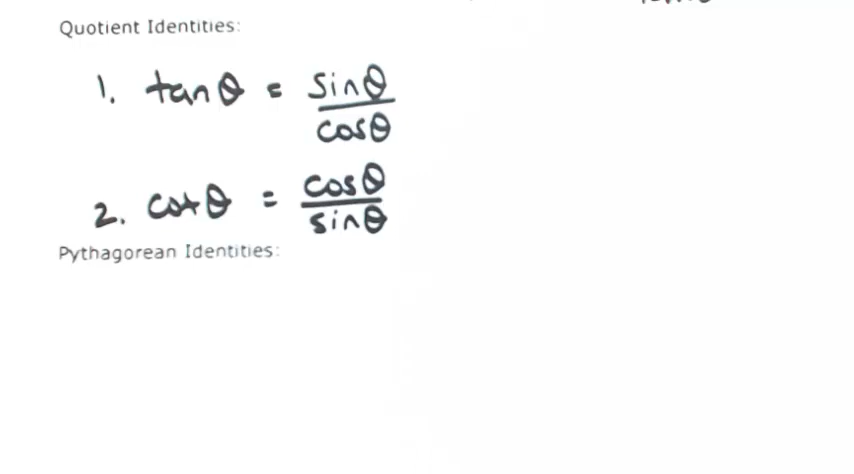 Quotient Identities:
1. tanθ = sinθ/cosθ
2. cotθ = cosθ/sinθ
Pythagorean Identities: